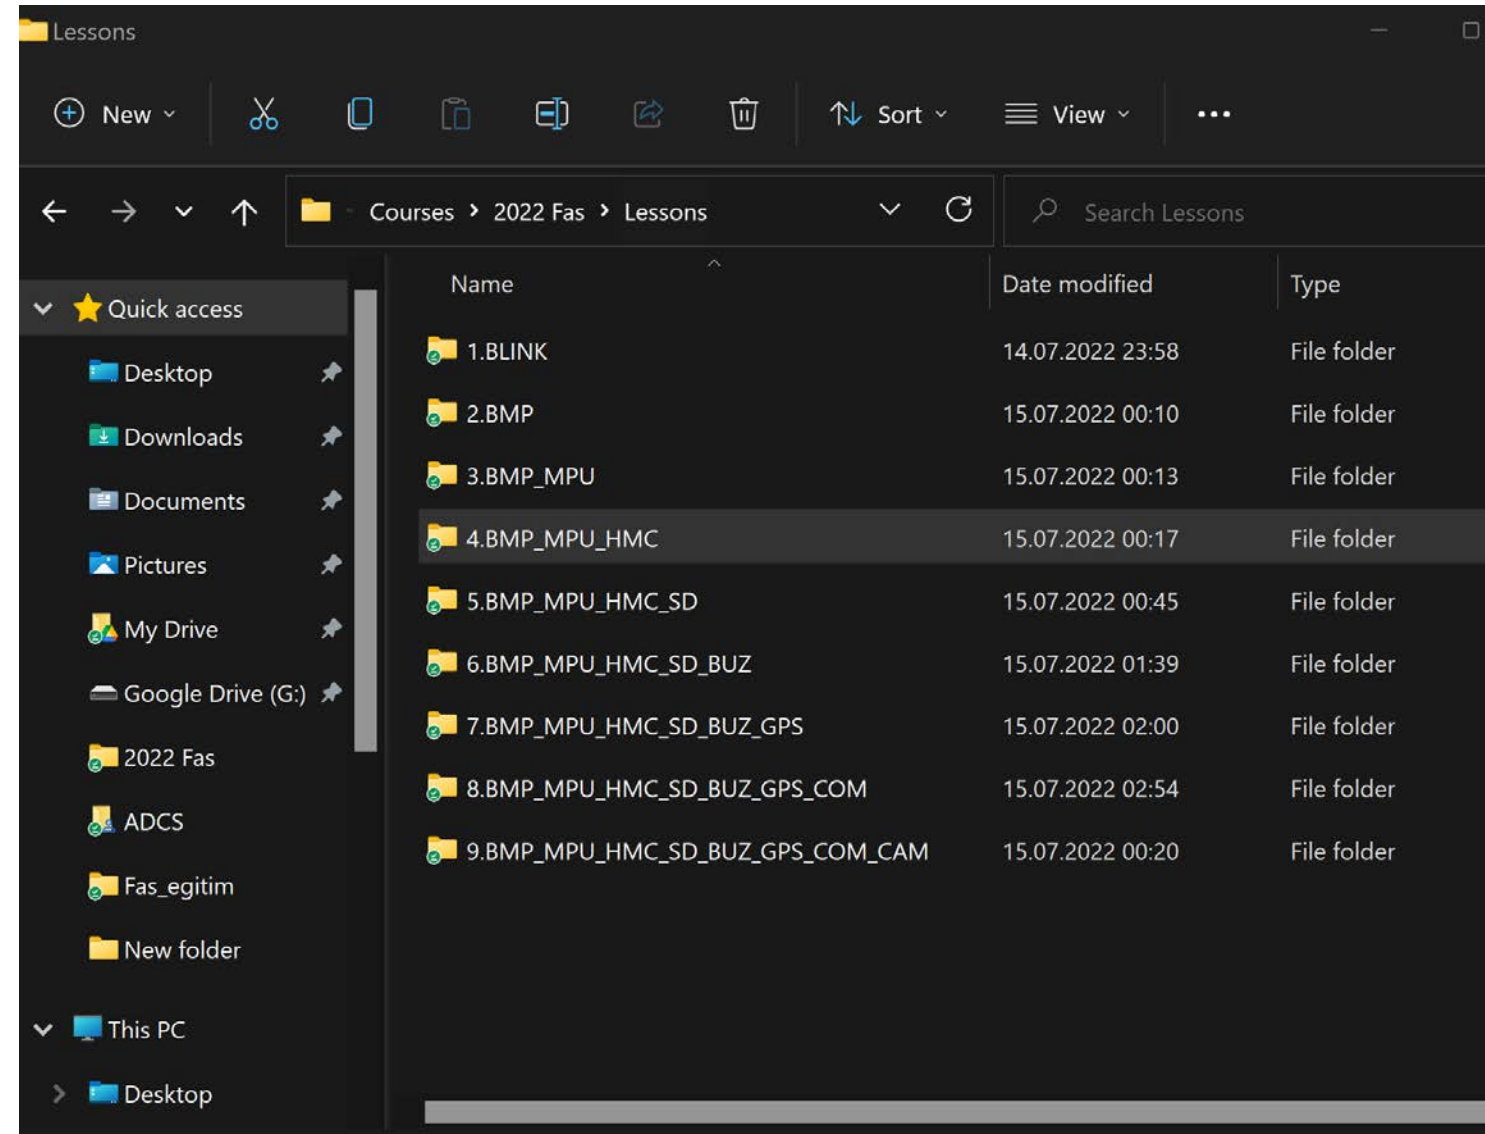 Lessons
New
Sort
View
Courses > 2022 Fas > Lessons
Search Lessons
Name
Date modified
Type
Quick access
Desktop
Downloads
Documents
Pictures
My Drive
Google Drive (G:)
2022 Fas
ADCS
Fas_egitim
New folder
This PC
Desktop
1.BLINK 14.07.2022 23:58 File folder
2.BMP 15.07.2022 00:10 File folder
3.BMP_MPU 15.07.2022 00:13 File folder
4.BMP_MPU_HMC 15.07.2022 00:17 File folder
5.BMP_MPU_HMC_SD 15.07.2022 00:45 File folder
6.BMP_MPU_HMC_SD_BUZ 15.07.2022 01:39 File folder
7.BMP_MPU_HMC_SD_BUZ_GPS 15.07.2022 02:00 File folder
8.BMP_MPU_HMC_SD_BUZ_GPS_COM 15.07.2022 02:54 File folder
9.BMP_MPU_HMC_SD_BUZ_GPS_COM_CAM 15.07.2022 00:20 File folder